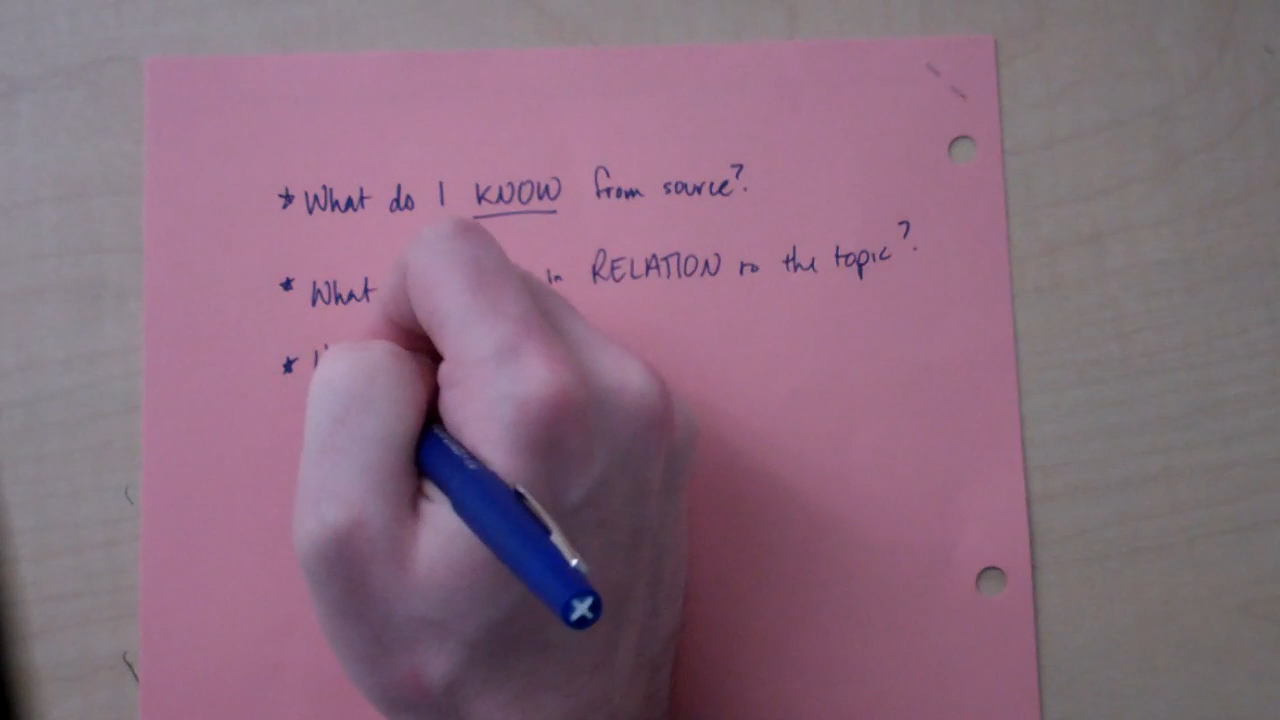 * What do I KNOW from source?
* What in RELATION to the topic?
*